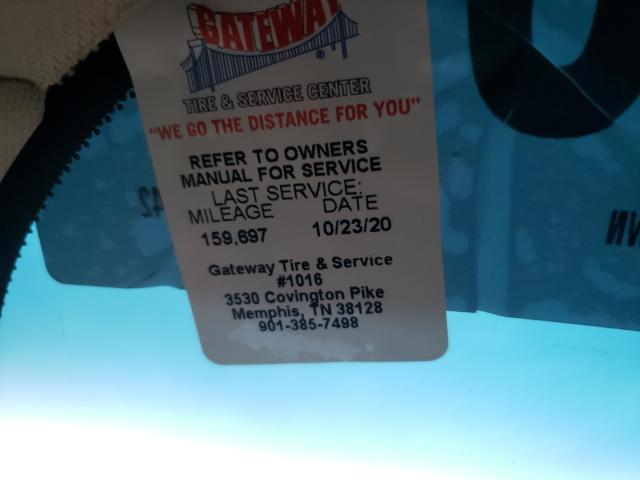 GATEWAY
TIRE & SERVICE CENTER
"WE GO THE DISTANCE FOR YOU"
REFER TO OWNERS
MANUAL FOR SERVICE
LAST SERVICE:
MILEAGE DATE
159,697 10/23/20
Gateway Tire & Service
#1016
3530 Covington Pike
Memphis, TN 38128
901-385-7498